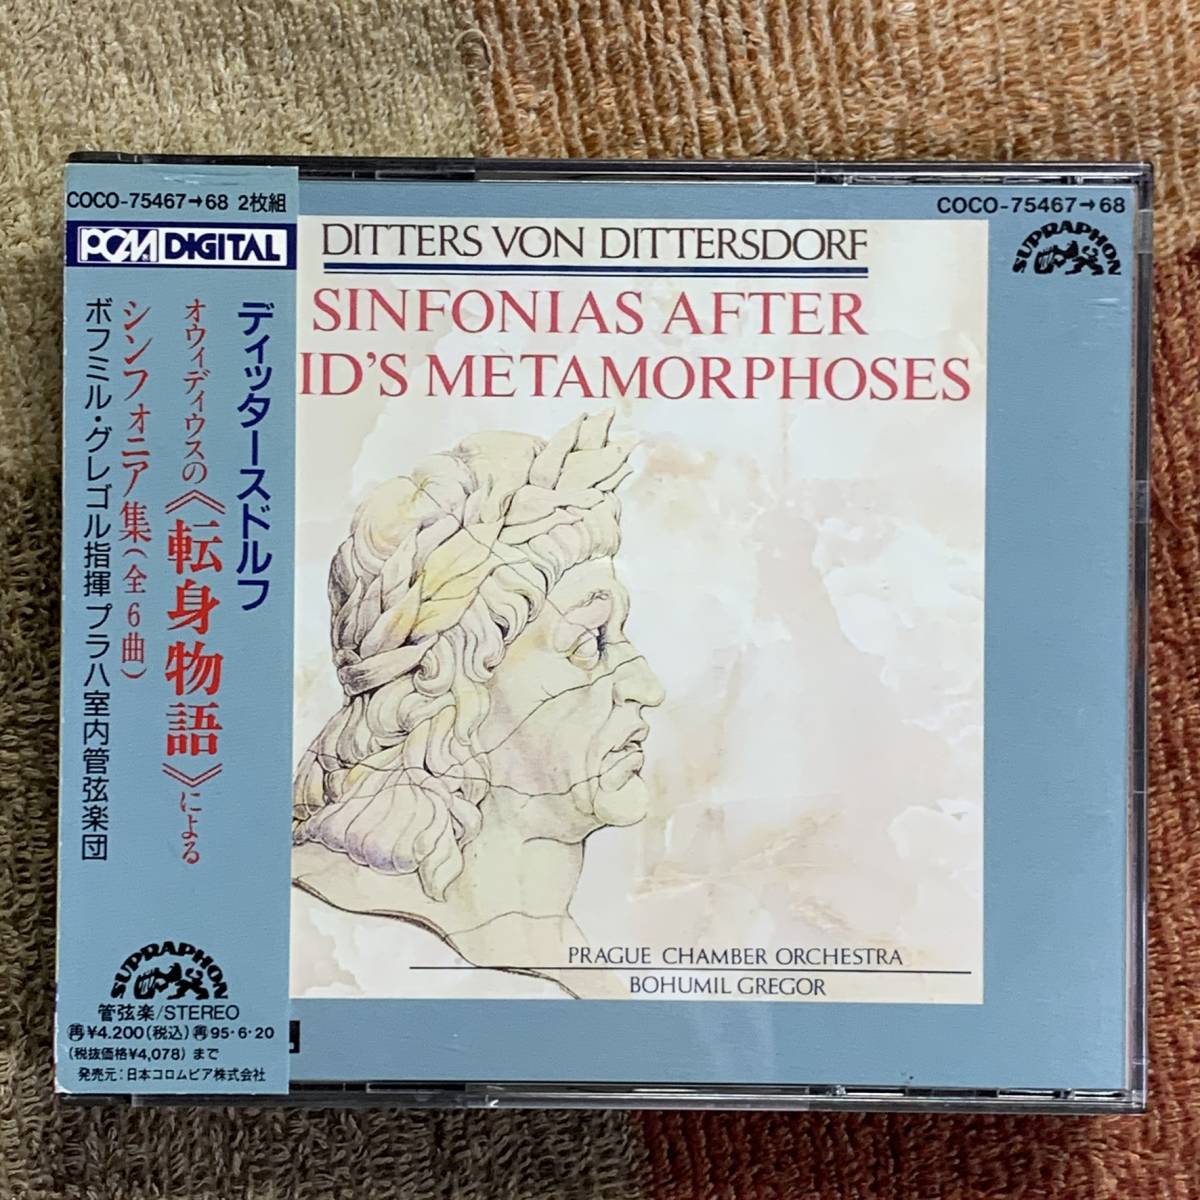 COCO-75467→68 2枚組
PCM DIGITAL
ディッタースドルフ
オウィディウスの《転身物語》による
シンフォニア集(全6曲)
ボフミル・グレゴル指揮 プラハ室内管弦楽団
SUPRAPHON
管弦楽/STEREO
再¥4.200(税込)再95・6・20
(税抜価格¥4,078)まで
発売元:日本コロムビア株式会社
COCO-75467→68
SUPRAPHON
DITTERS VON DITTERSDORF
SINFONIAS AFTER
ID'S METAMORPHOSES
PRAGUE CHAMBER ORCHESTRA
BOHUMIL GREGOR